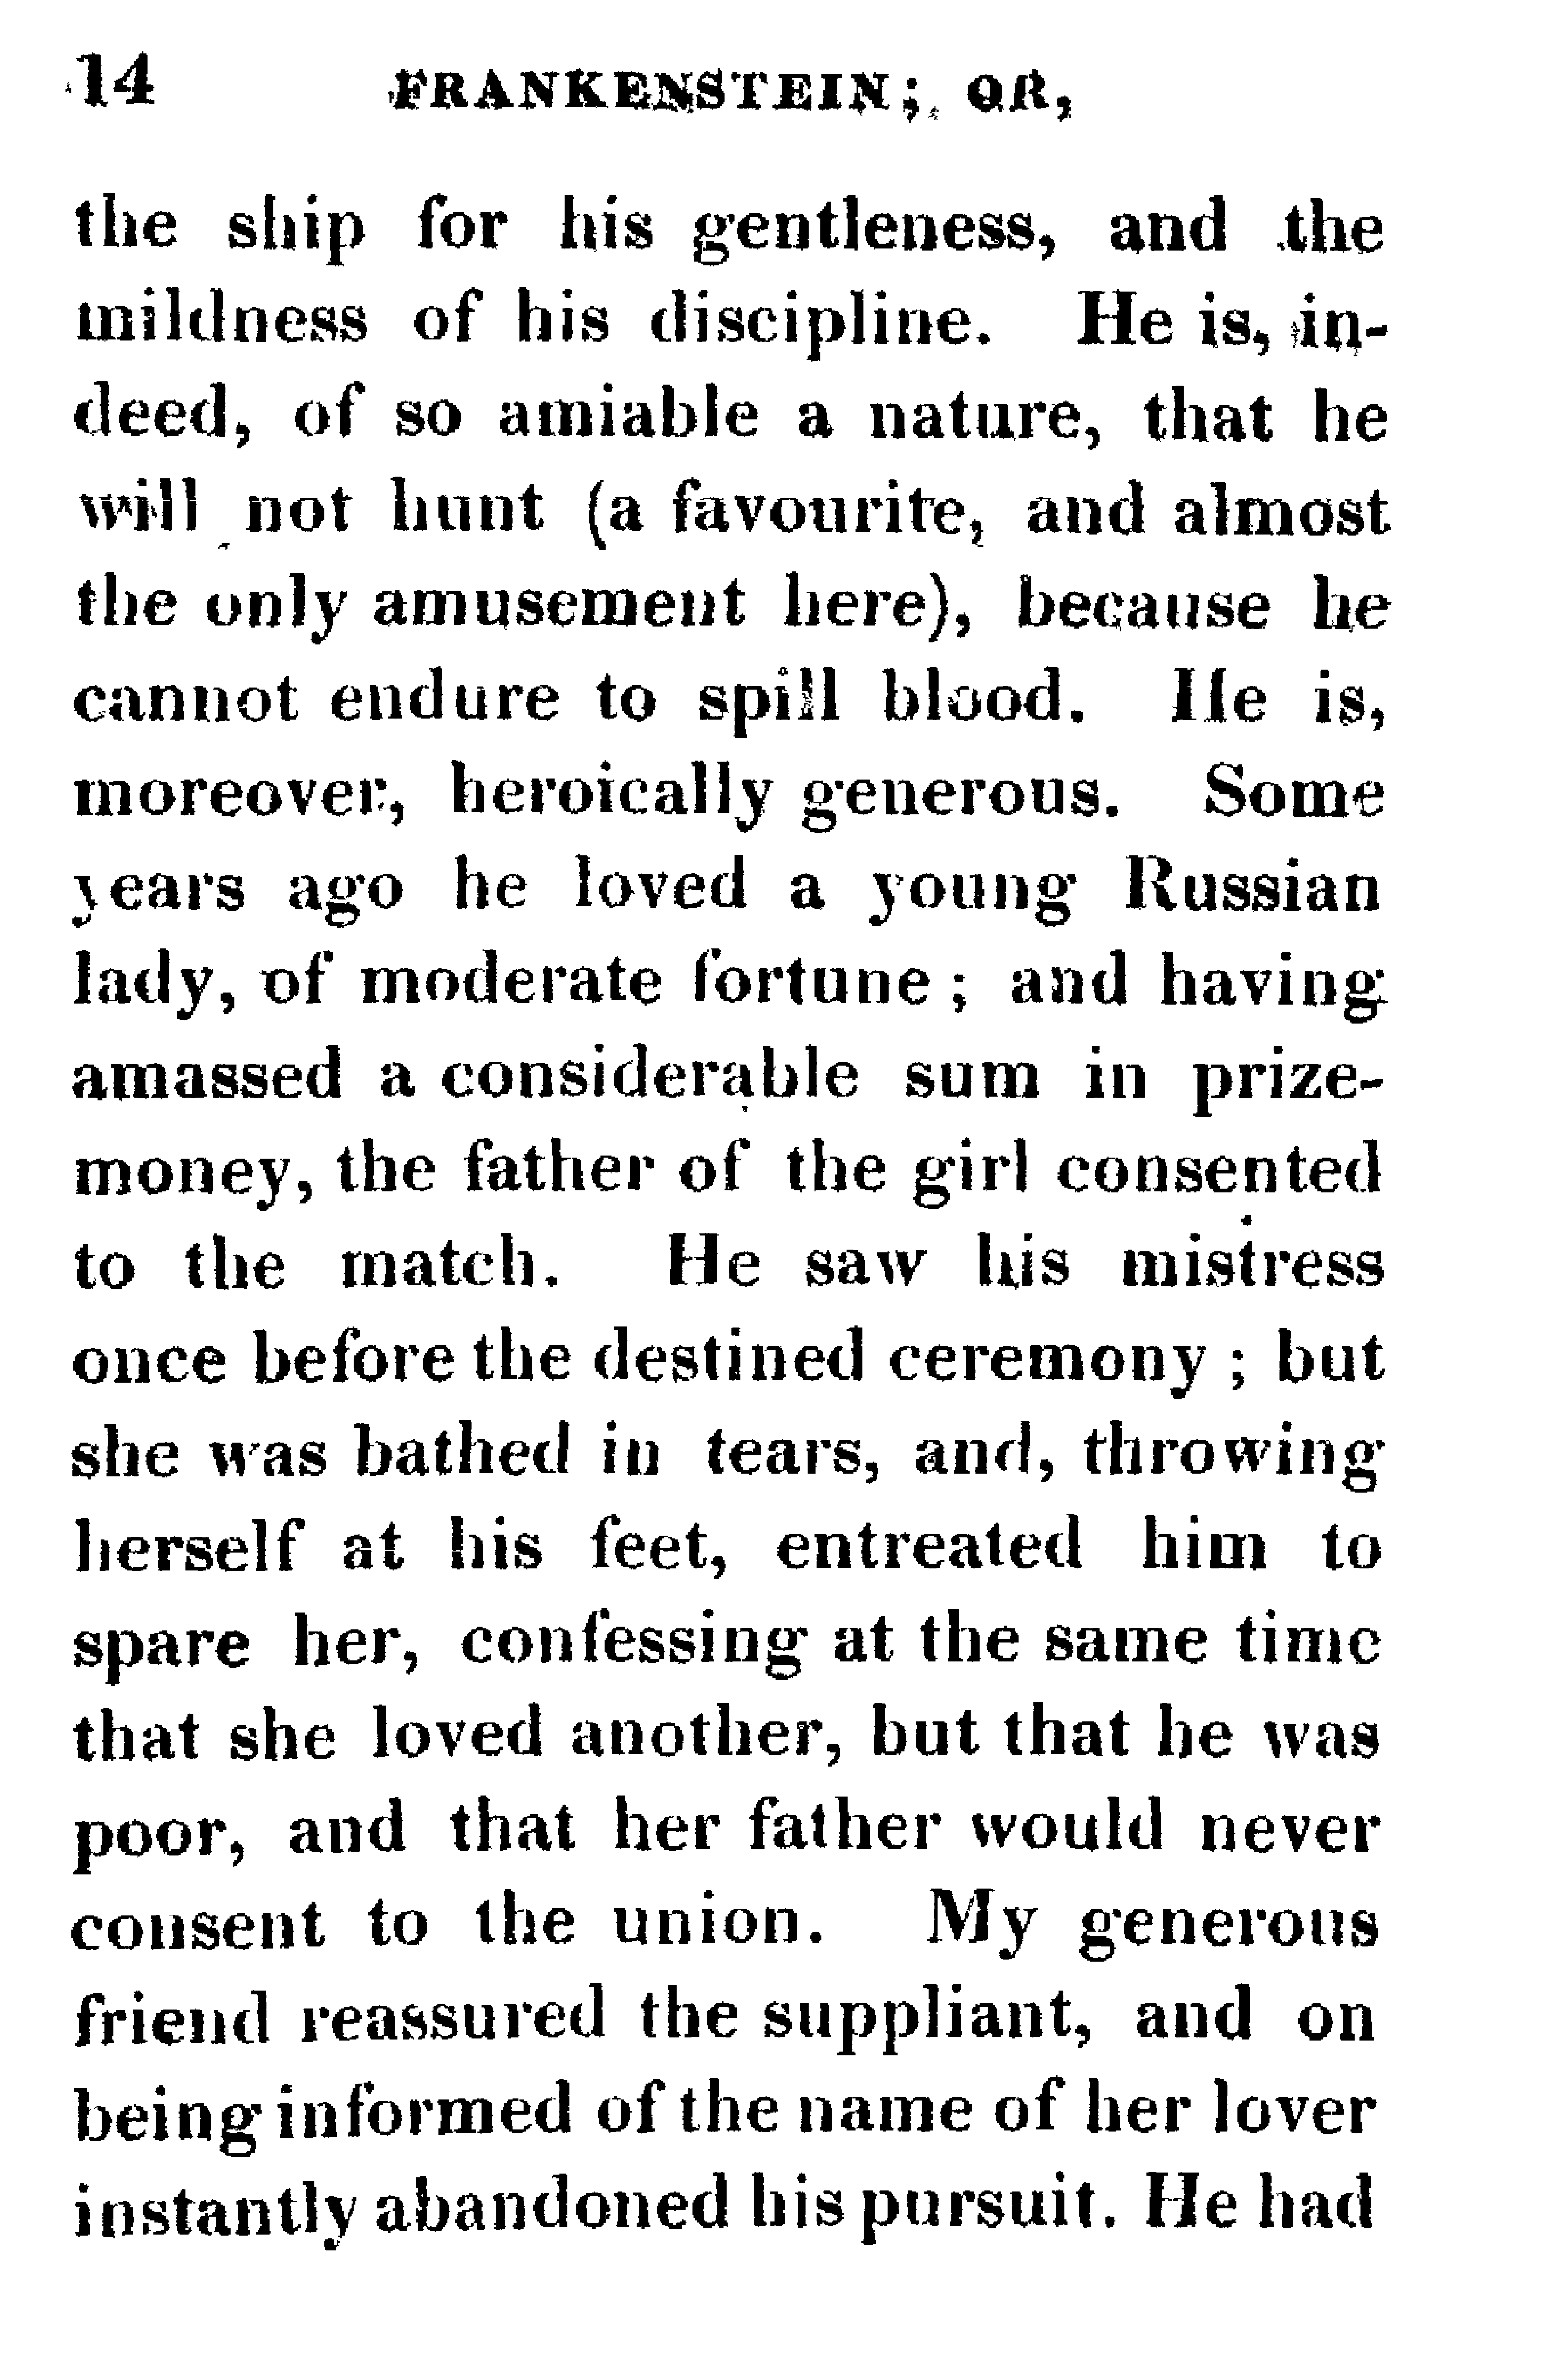 14 FRANKENSTEIN; OR,
the ship for his gentleness, and the
mildness of his discipline. He is, in-
deed, of so amiable a nature, that he
will not hunt (a favourite, and almost
the only amusement here), because he
cannot endure to spill blood. He is,
moreover, heroically generous. Some
years ago he loved a young Russian
lady, of moderate fortune ; and having
amassed a considerable sum in prize-
money, the father of the girl consented
to the match. He saw his mistress
once before the destined ceremony ; but
she was bathed in tears, and, throwing
herself at his feet, entreated him to
spare her, confessing at the same time
that she loved another, but that he was
poor, and that her father would never
consent to the union. My generous
friend reassured the suppliant, and on
being informed of the name of her lover
instantly abandoned his pursuit. He had